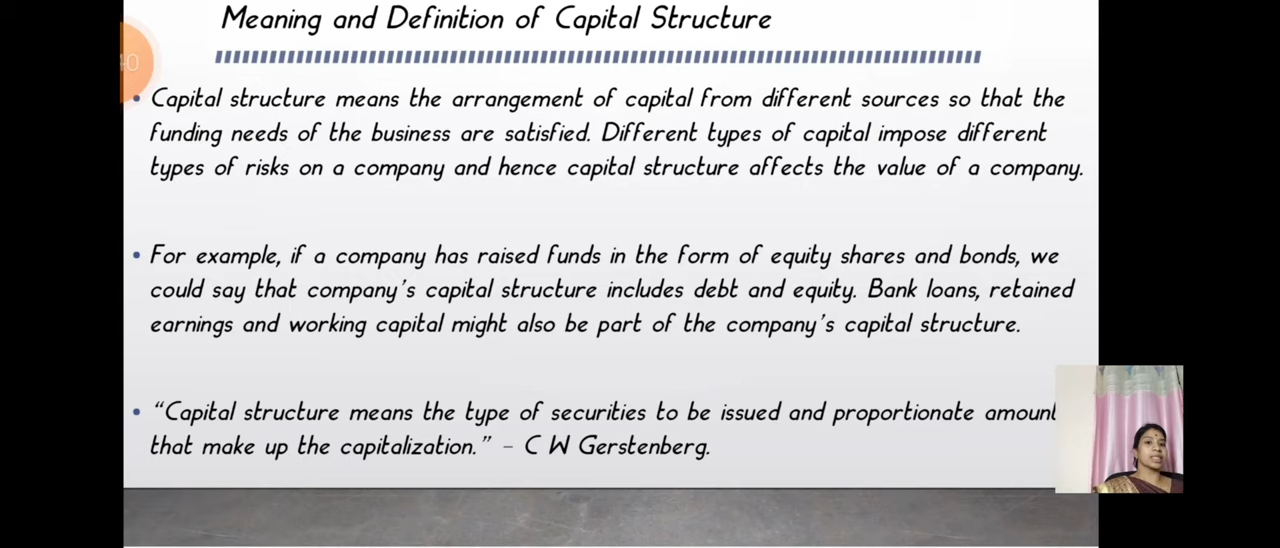 Meaning and Definition of Capital Structure
40
• Capital structure means the arrangement of capital from different sources so that the
funding needs of the business are satisfied. Different types of capital impose different
types of risks on a company and hence capital structure affects the value of a company.
• For example, if a company has raised funds in the form of equity shares and bonds, we
could say that company's capital structure includes debt and equity. Bank loans, retained
earnings and working capital might also be part of the company's capital structure.
• "Capital structure means the type of securities to be issued and proportionate amount
that make up the capitalization." – C W Gerstenberg.